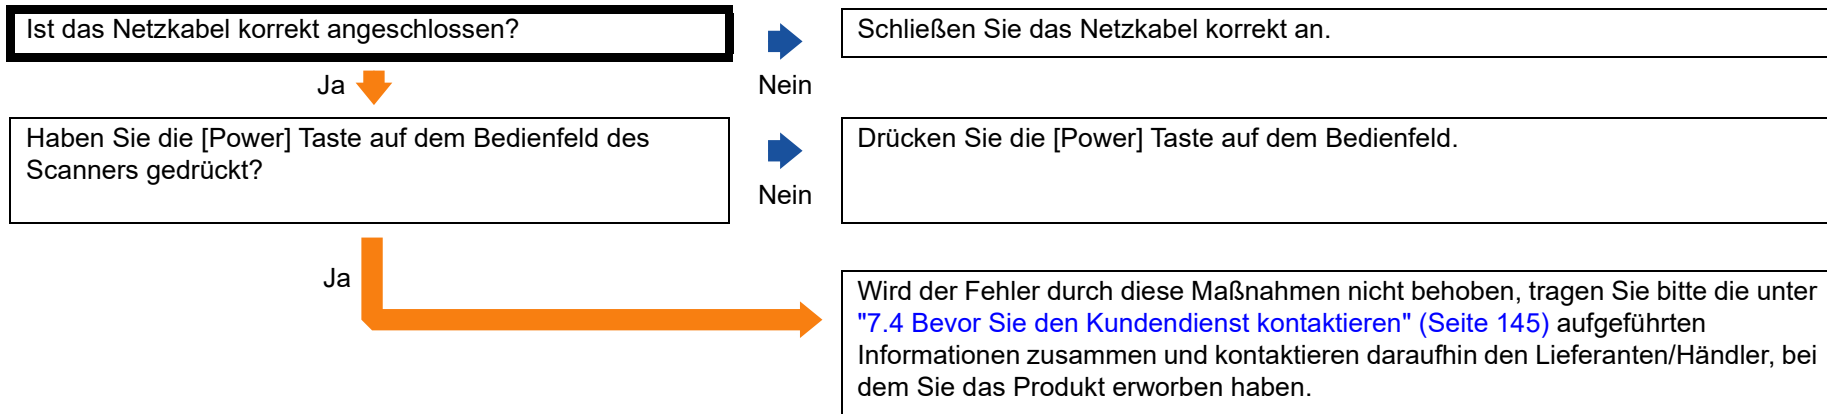 Ist das Netzkabel korrekt angeschlossen?
Schließen Sie das Netzkabel korrekt an.
Ja
Nein
Haben Sie die [Power] Taste auf dem Bedienfeld des
Scanners gedrückt?
Drücken Sie die [Power] Taste auf dem Bedienfeld.
Nein
Ja
Wird der Fehler durch diese Maßnahmen nicht behoben, tragen Sie bitte die unter
"7.4 Bevor Sie den Kundendienst kontaktieren" (Seite 145) aufgeführten
Informationen zusammen und kontaktieren daraufhin den Lieferanten/Händler, bei
dem Sie das Produkt erworben haben.